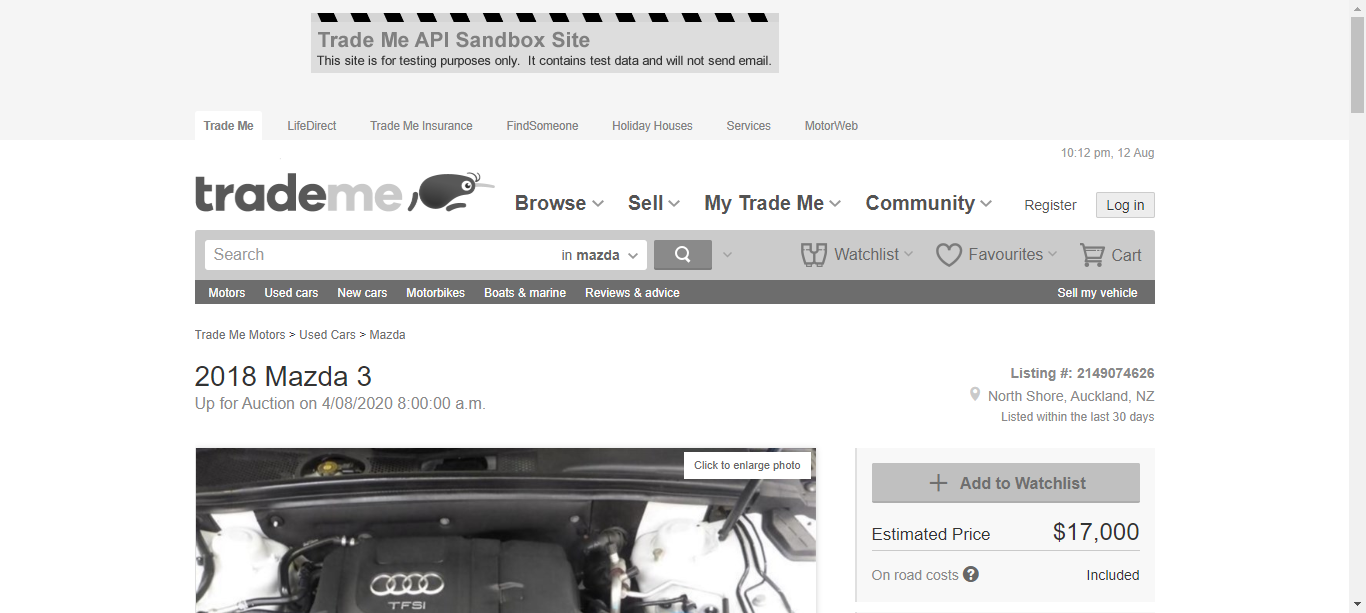 Trade Me API Sandbox Site
This site is for testing purposes only. It contains test data and will not send email.
Trade Me LifeDirect Trade Me Insurance FindSomeone Holiday Houses Services MotorWeb
10:12 pm, 12 Aug
trademe Browse Sell My Trade Me Community Register Log in
Search in mazda Watchlist Favourites Cart
Motors Used cars New cars Motorbikes Boats & marine Reviews & advice Sell my vehicle
Trade Me Motors > Used Cars > Mazda
2018 Mazda 3
Up for Auction on 4/08/2020 8:00:00 a.m.
Listing #: 2149074626
North Shore, Auckland, NZ
Listed within the last 30 days
Click to enlarge photo
TFSI
Add to Watchlist
Estimated Price $17,000
On road costs ? Included